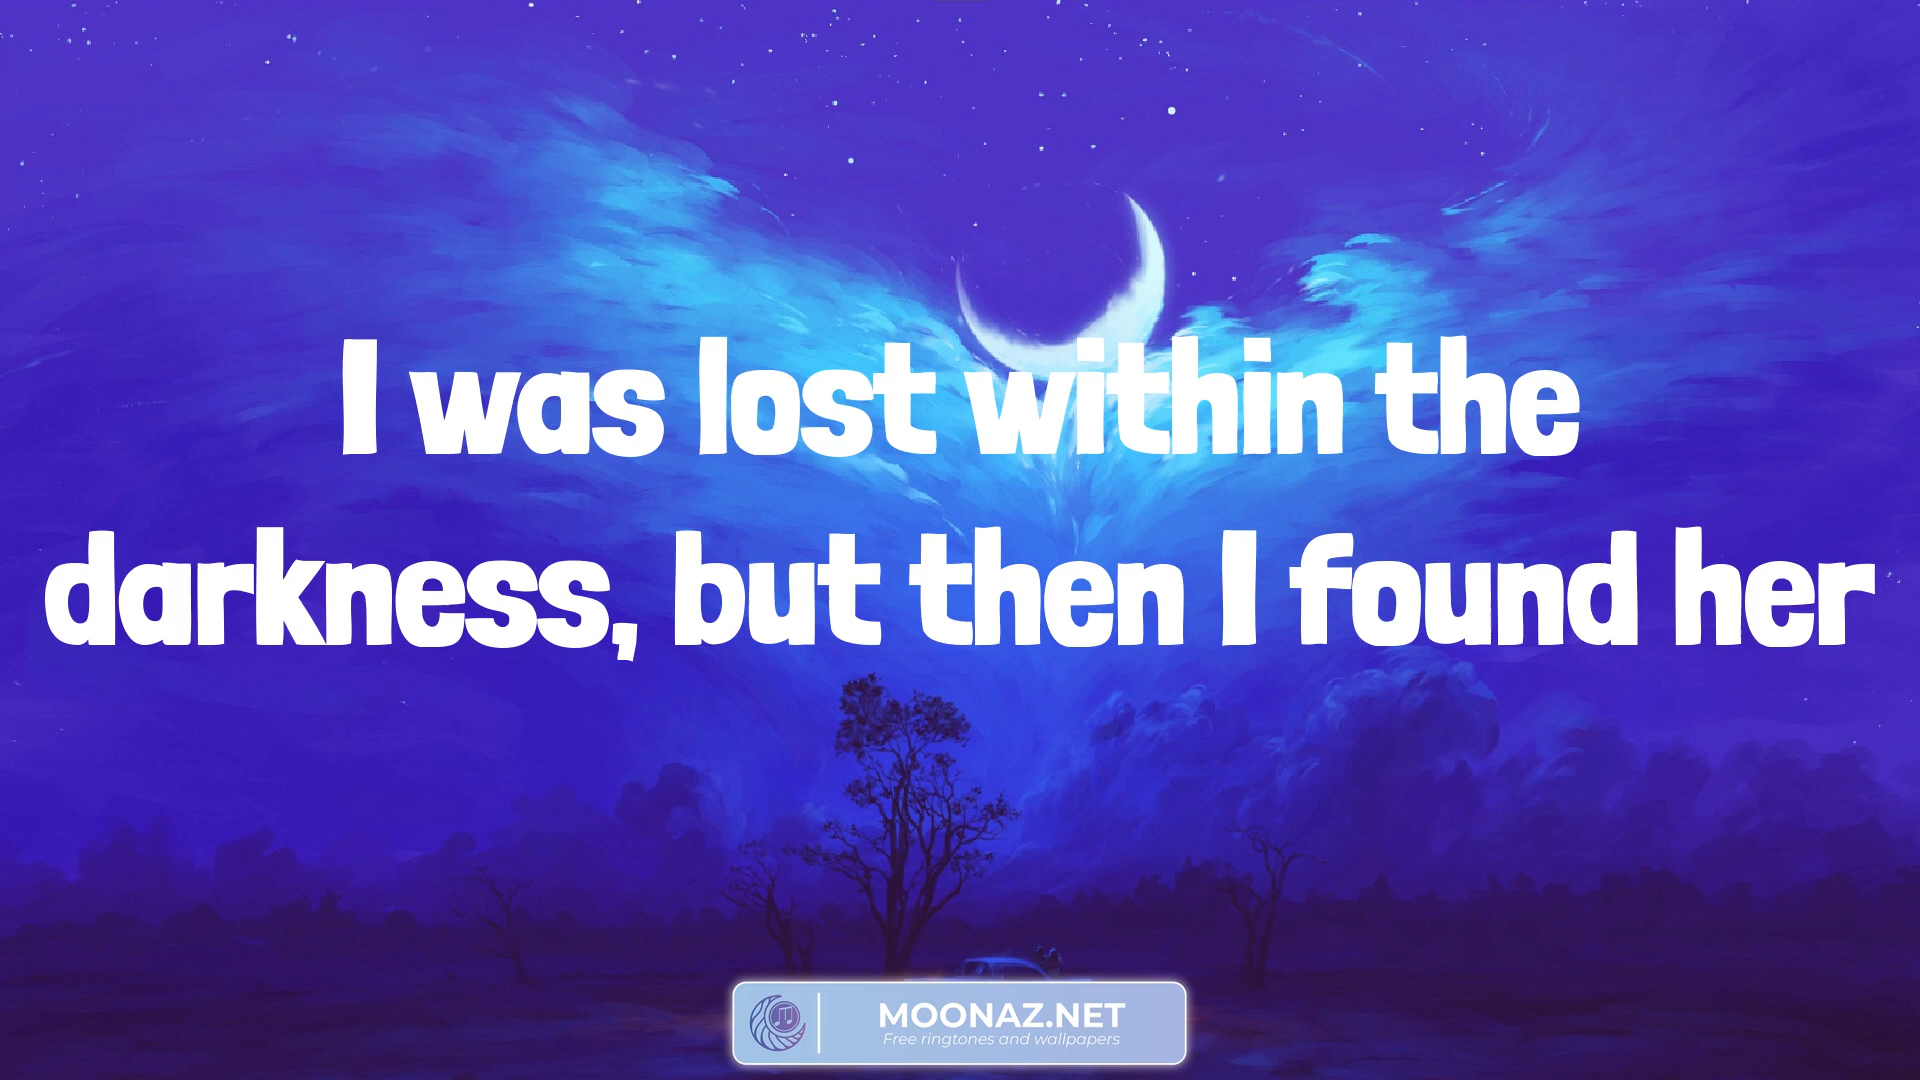 I was lost within the
darkness, but then I found her
MOONAZ.NET
Free ringtones and wallpapers